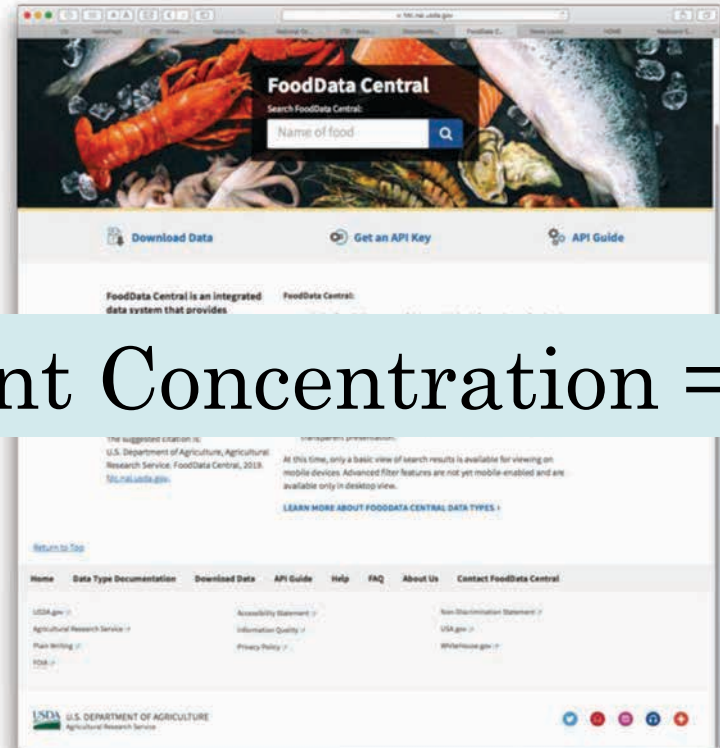 FoodData Central
Search FoodData Central:
Name of food
Download Data
Get an API Key
API Guide
FoodData Central is an integrated
data system that provides
FoodData Central:
nt Concentration =
The suggested citation is:
U.S. Department of Agriculture, Agricultural
Research Service. FoodData Central, 2019.
fdc.nal.usda.gov.
transparent presentation.
At this time, only a basic view of search results is available for viewing on
mobile devices. Advanced filter features are not yet mobile-enabled and are
available only in desktop view.
LEARN MORE ABOUT FOODDATA CENTRAL DATA TYPES
Return to Top
Home Data Type Documentation Download Data API Guide Help FAQ About Us Contact FoodData Central
USDA.gov
Accessibility Statement
Non-Discrimination Statement
Agricultural Research Service
Information Quality
USA.gov
Plain Writing
Privacy Policy
WhiteHouse.gov
FOIA
USDA U.S. DEPARTMENT OF AGRICULTURE
Agricultural Research Service